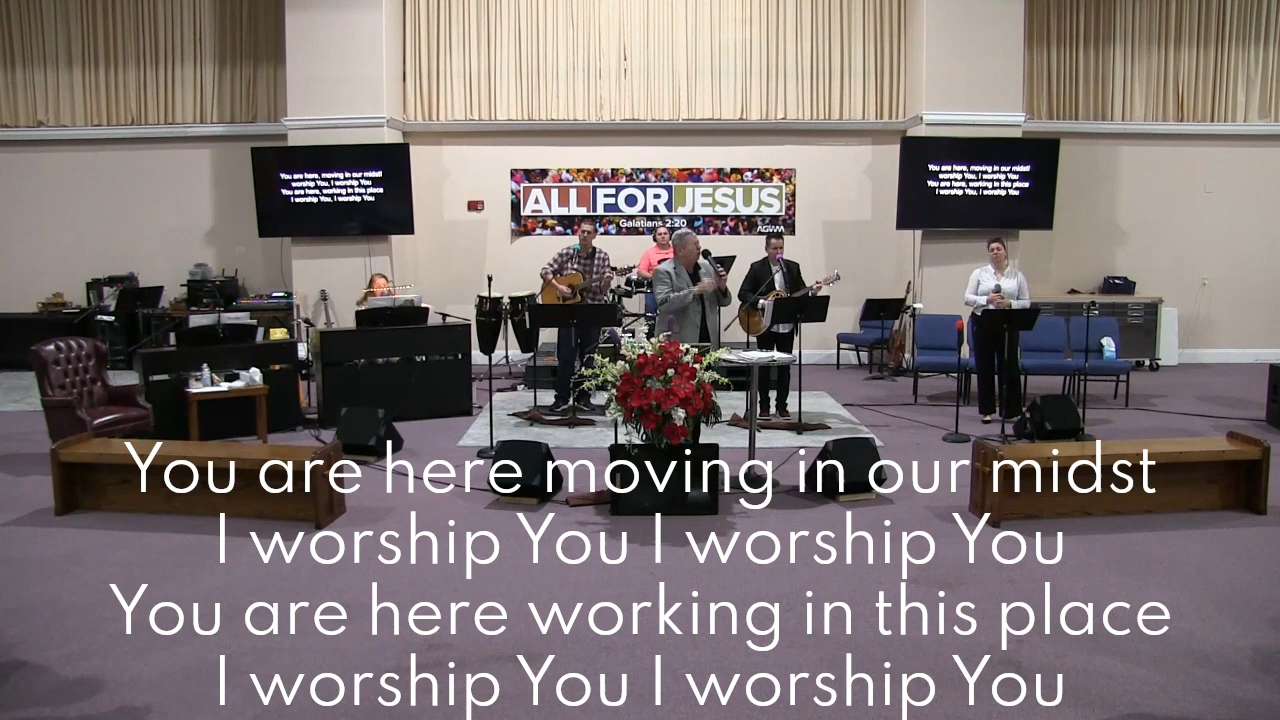 You are here, moving in our midst!
worship You, I worship You
You are here, working in this place
I worship You, I worship You
You are here, moving in our midst!
worship You, I worship You
You are here, working in this place
I worship You, I worship You
ALL FOR JESUS
Galatians 2:20
AGWM
You are here moving in our midst
I worship You I worship You
You are here working in this place
I worship You I worship You